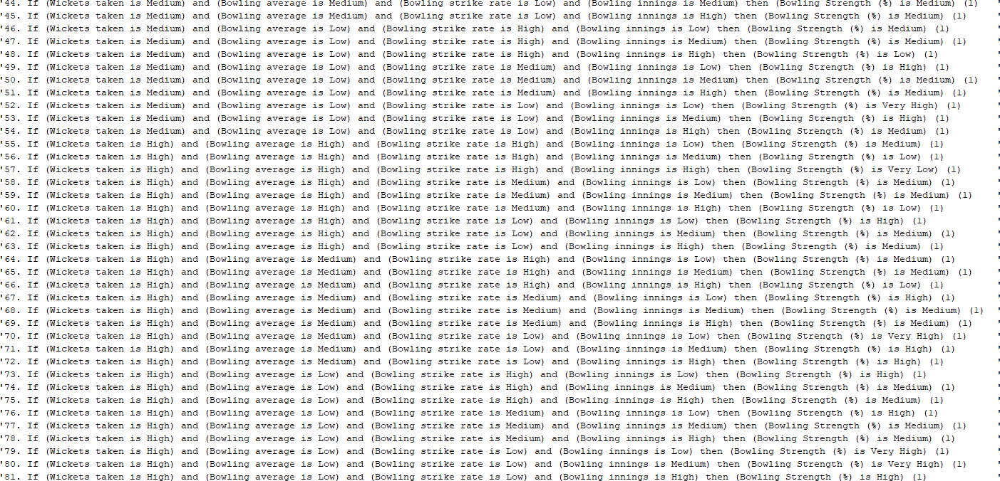 '44. If (Wickets taken is Medium) and (Bowling average is Medium) and (Bowling strike rate is Low) and (Bowling innings is Medium) then (Bowling Strength (%) is Medium) (1) '
'45. If (Wickets taken is Medium) and (Bowling average is Medium) and (Bowling strike rate is Low) and (Bowling innings is High) then (Bowling Strength (%) is Medium) (1) '
'46. If (Wickets taken is Medium) and (Bowling average is Low) and (Bowling strike rate is High) and (Bowling innings is Low) then (Bowling Strength (%) is Medium) (1) '
'47. If (Wickets taken is Medium) and (Bowling average is Low) and (Bowling strike rate is High) and (Bowling innings is Medium) then (Bowling Strength (%) is Medium) (1) '
'48. If (Wickets taken is Medium) and (Bowling average is Low) and (Bowling strike rate is High) and (Bowling innings is High) then (Bowling Strength (%) is Low) (1) '
'49. If (Wickets taken is Medium) and (Bowling average is Low) and (Bowling strike rate is Medium) and (Bowling innings is Low) then (Bowling Strength (%) is High) (1) '
'50. If (Wickets taken is Medium) and (Bowling average is Low) and (Bowling strike rate is Medium) and (Bowling innings is Medium) then (Bowling Strength (%) is Medium) (1) '
'51. If (Wickets taken is Medium) and (Bowling average is Low) and (Bowling strike rate is Medium) and (Bowling innings is High) then (Bowling Strength (%) is Medium) (1) '
'52. If (Wickets taken is Medium) and (Bowling average is Low) and (Bowling strike rate is Low) and (Bowling innings is Low) then (Bowling Strength (%) is Very High) (1) '
'53. If (Wickets taken is Medium) and (Bowling average is Low) and (Bowling strike rate is Low) and (Bowling innings is Medium) then (Bowling Strength (%) is High) (1) '
'54. If (Wickets taken is Medium) and (Bowling average is Low) and (Bowling strike rate is Low) and (Bowling innings is High) then (Bowling Strength (%) is Medium) (1) '
'55. If (Wickets taken is High) and (Bowling average is High) and (Bowling strike rate is High) and (Bowling innings is Low) then (Bowling Strength (%) is Medium) (1) '
'56. If (Wickets taken is High) and (Bowling average is High) and (Bowling strike rate is High) and (Bowling innings is Medium) then (Bowling Strength (%) is Low) (1) '
'57. If (Wickets taken is High) and (Bowling average is High) and (Bowling strike rate is High) and (Bowling innings is High) then (Bowling Strength (%) is Very Low) (1) '
'58. If (Wickets taken is High) and (Bowling average is High) and (Bowling strike rate is Medium) and (Bowling innings is Low) then (Bowling Strength (%) is Medium) (1) '
'59. If (Wickets taken is High) and (Bowling average is High) and (Bowling strike rate is Medium) and (Bowling innings is Medium) then (Bowling Strength (%) is Medium) (1) '
'60. If (Wickets taken is High) and (Bowling average is High) and (Bowling strike rate is Medium) and (Bowling innings is High) then (Bowling Strength (%) is Low) (1) '
'61. If (Wickets taken is High) and (Bowling average is High) and (Bowling strike rate is Low) and (Bowling innings is Low) then (Bowling Strength (%) is High) (1) '
'62. If (Wickets taken is High) and (Bowling average is High) and (Bowling strike rate is Low) and (Bowling innings is Medium) then (Bowling Strength (%) is Medium) (1) '
'63. If (Wickets taken is High) and (Bowling average is High) and (Bowling strike rate is Low) and (Bowling innings is High) then (Bowling Strength (%) is Medium) (1) '
'64. If (Wickets taken is High) and (Bowling average is Medium) and (Bowling strike rate is High) and (Bowling innings is Low) then (Bowling Strength (%) is Medium) (1) '
'65. If (Wickets taken is High) and (Bowling average is Medium) and (Bowling strike rate is High) and (Bowling innings is Medium) then (Bowling Strength (%) is Medium) (1) '
'66. If (Wickets taken is High) and (Bowling average is Medium) and (Bowling strike rate is High) and (Bowling innings is High) then (Bowling Strength (%) is Low) (1) '
'67. If (Wickets taken is High) and (Bowling average is Medium) and (Bowling strike rate is Medium) and (Bowling innings is Low) then (Bowling Strength (%) is High) (1) '
'68. If (Wickets taken is High) and (Bowling average is Medium) and (Bowling strike rate is Medium) and (Bowling innings is Medium) then (Bowling Strength (%) is Medium) (1) '
'69. If (Wickets taken is High) and (Bowling average is Medium) and (Bowling strike rate is Medium) and (Bowling innings is High) then (Bowling Strength (%) is Medium) (1) '
'70. If (Wickets taken is High) and (Bowling average is Medium) and (Bowling strike rate is Low) and (Bowling innings is Low) then (Bowling Strength (%) is Very High) (1) '
'71. If (Wickets taken is High) and (Bowling average is Medium) and (Bowling strike rate is Low) and (Bowling innings is Medium) then (Bowling Strength (%) is High) (1) '
'72. If (Wickets taken is High) and (Bowling average is Medium) and (Bowling strike rate is Low) and (Bowling innings is High) then (Bowling Strength (%) is High) (1) '
'73. If (Wickets taken is High) and (Bowling average is Low) and (Bowling strike rate is High) and (Bowling innings is Low) then (Bowling Strength (%) is High) (1) '
'74. If (Wickets taken is High) and (Bowling average is Low) and (Bowling strike rate is High) and (Bowling innings is Medium) then (Bowling Strength (%) is Medium) (1) '
'75. If (Wickets taken is High) and (Bowling average is Low) and (Bowling strike rate is High) and (Bowling innings is High) then (Bowling Strength (%) is Medium) (1) '
'76. If (Wickets taken is High) and (Bowling average is Low) and (Bowling strike rate is Medium) and (Bowling innings is Low) then (Bowling Strength (%) is High) (1) '
'77. If (Wickets taken is High) and (Bowling average is Low) and (Bowling strike rate is Medium) and (Bowling innings is Medium) then (Bowling Strength (%) is Medium) (1) '
'78. If (Wickets taken is High) and (Bowling average is Low) and (Bowling strike rate is Medium) and (Bowling innings is High) then (Bowling Strength (%) is Medium) (1) '
'79. If (Wickets taken is High) and (Bowling average is Low) and (Bowling strike rate is Low) and (Bowling innings is Low) then (Bowling Strength (%) is Very High) (1) '
'80. If (Wickets taken is High) and (Bowling average is Low) and (Bowling strike rate is Low) and (Bowling innings is Medium) then (Bowling Strength (%) is Very High) (1) '
'81. If (Wickets taken is High) and (Bowling average is Low) and (Bowling strike rate is Low) and (Bowling innings is High) then (Bowling Strength (%) is High) (1) '